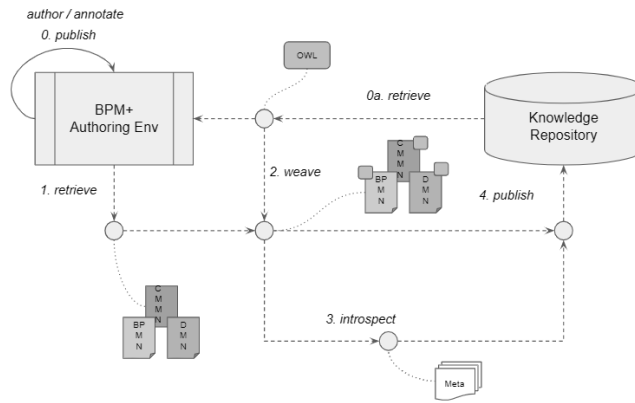 author / annotate
0. publish
OWL
BPM+
Authoring Env
0a. retrieve
Knowledge
Repository
1. retrieve
2. weave
C
M
M
N
BP
M
N
D
M
N
4. publish
C
M
M
N
BP
M
N
D
M
N
3. introspect
Meta